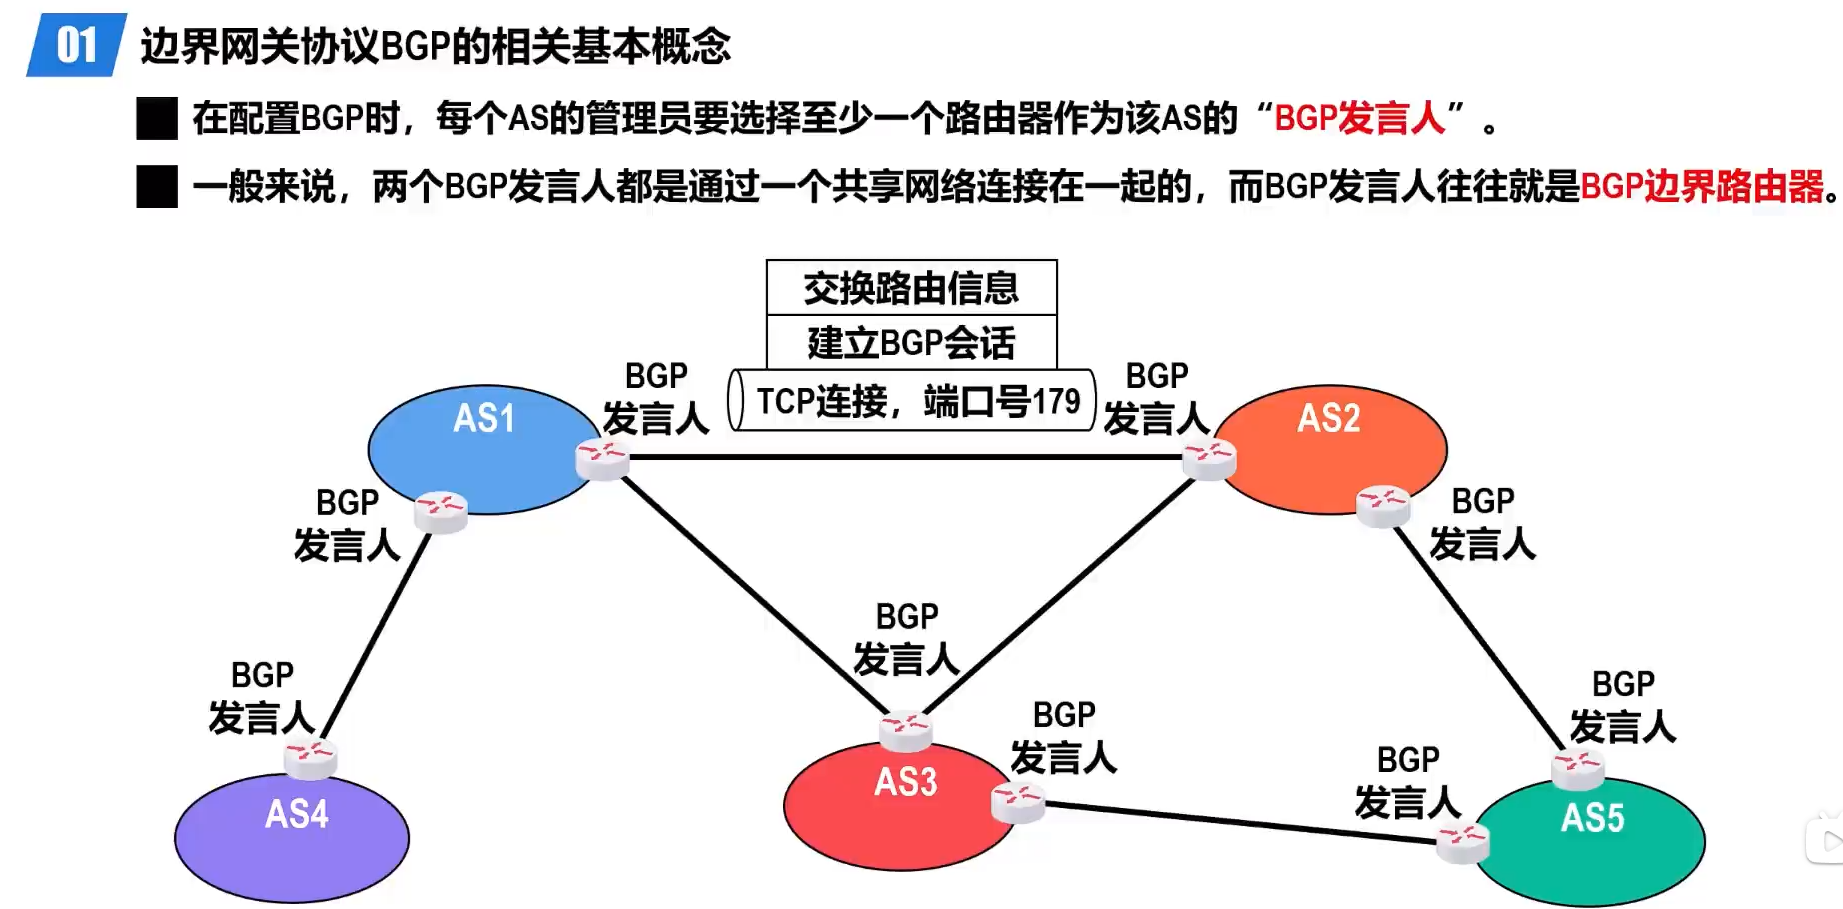 01 边界网关协议BGP的相关基本概念
在配置BGP时，每个AS的管理员要选择至少一个路由器作为该AS的“BGP发言人”。
一般来说，两个BGP发言人都是通过一个共享网络连接在一起的，而BGP发言人往往就是BGP边界路由器。
交换路由信息
建立BGP会话
TCP连接，端口号179
BGP
发言人
BGP
发言人
AS1
AS2
BGP
发言人
BGP
发言人
BGP
发言人
BGP
发言人
BGP
发言人
BGP
发言人
BGP
发言人
AS3
AS4
AS5